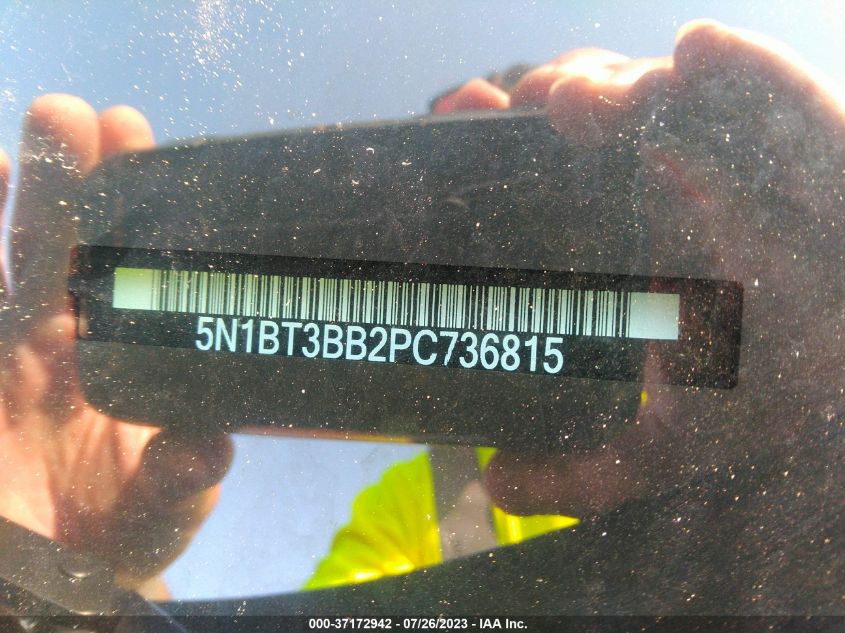 5N1BT3BB2PC736815
000-37172942 - 07/26/2023 - IAA Inc.